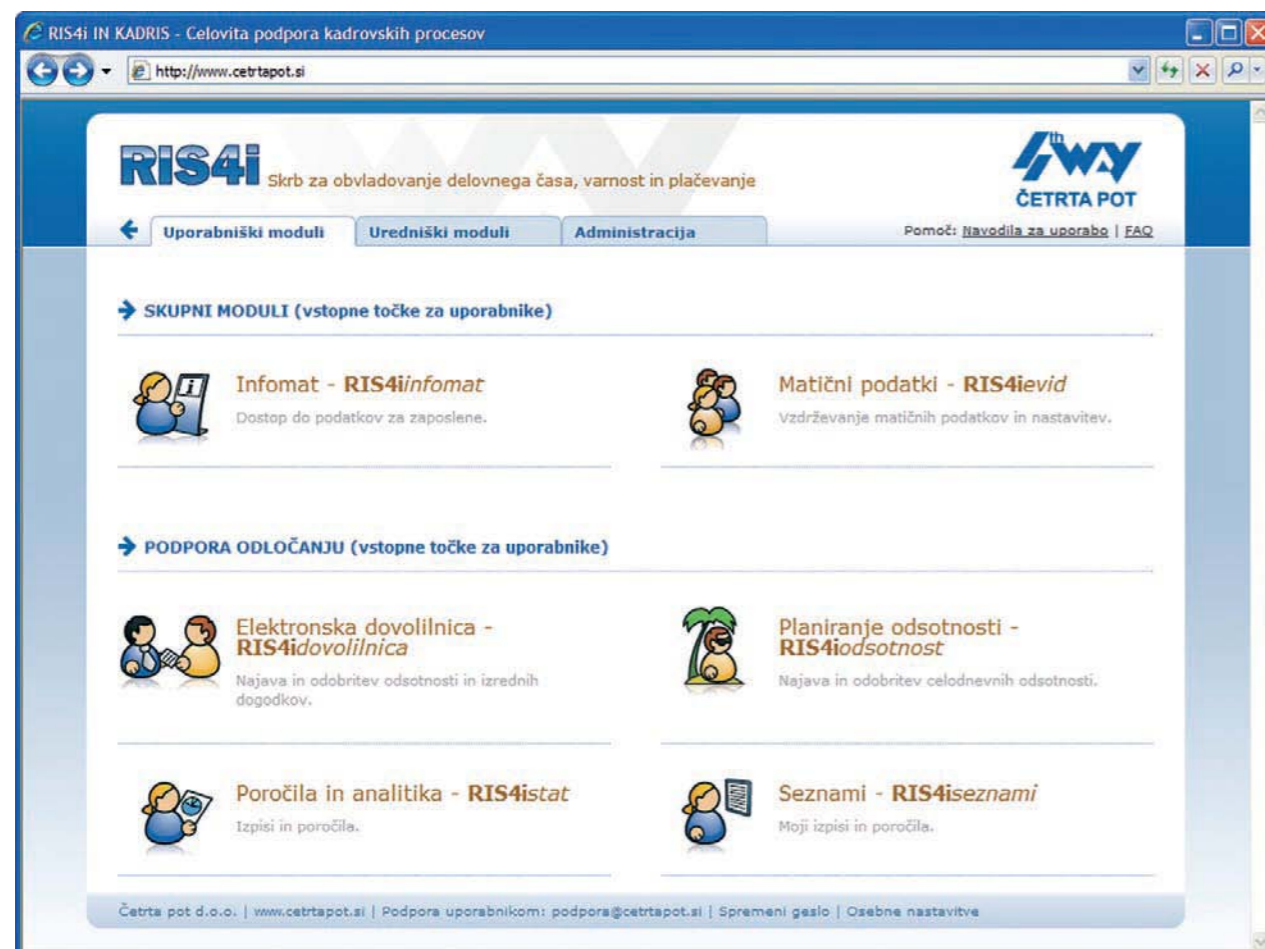 RIS4i IN KADRIS - Celovita podpora kadrovskih procesov
http://www.cetrtapot.si
RIS4i Skrb za obvladovanje delovnega časa, varnost in plačevanje
4th WAY
ČETRTA POT
Uporabniški moduli Uredniški moduli Administracija Pomoč: Navodila za uporabo | FAQ
SKUPNI MODULI (vstopne točke za uporabnike)
Infomat - RIS4iinfomat
Dostop do podatkov za zaposlene.
Matični podatki - RIS4ievid
Vzdrževanje matičnih podatkov in nastavitev.
PODPORA ODLOČANJU (vstopne točke za uporabnike)
Elektronska dovolilnica -
RIS4idovolilnica
Najava in odobritev odsotnosti in izrednih
dogodkov.
Planiranje odsotnosti -
RIS4iodsotnost
Najava in odobritev celodnevnih odsotnosti.
Poročila in analitika - RIS4istat
Izpisi in poročila.
Seznami - RIS4iseznami
Moji izpisi in poročila.
Četrta pot d.o.o. | www.cetrtapot.si | Podpora uporabnikom: podpora@cetrtapot.si | Spremeni geslo | Osebne nastavitve